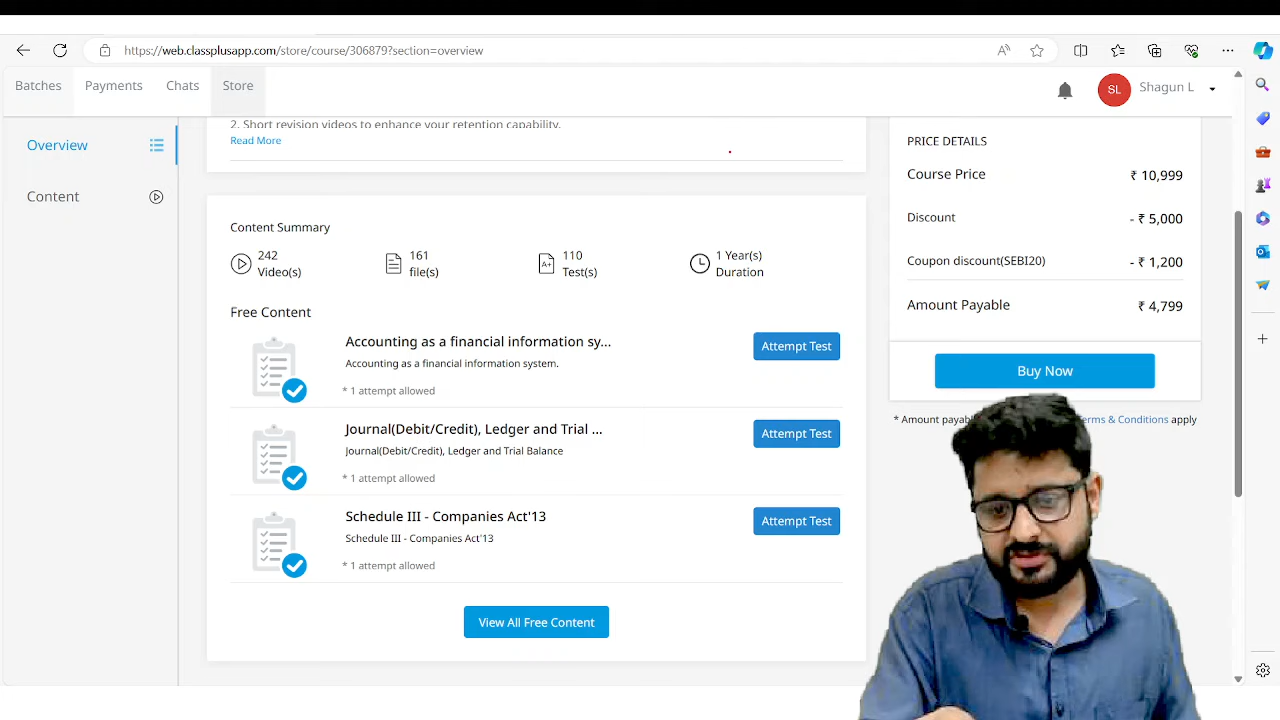 https://web.classplusapp.com/store/course/306879?section=overview
Batches
Payments
Chats
Store
SL
Shagun L
Overview
Content
2. Short revision videos to enhance your retention capability.
Read More
Content Summary
242
Video(s)
161
file(s)
A+
110
Test(s)
1 Year(s)
Duration
Free Content
Accounting as a financial information sy...
Accounting as a financial information system.
* 1 attempt allowed
Attempt Test
Journal(Debit/Credit), Ledger and Trial ...
Journal(Debit/Credit), Ledger and Trial Balance
* 1 attempt allowed
Attempt Test
Schedule III - Companies Act'13
Schedule III - Companies Act'13
* 1 attempt allowed
Attempt Test
View All Free Content
PRICE DETAILS
Course Price ₹ 10,999
Discount - ₹ 5,000
Coupon discount(SEBI20) - ₹ 1,200
Amount Payable ₹ 4,799
Buy Now
* Amount & Conditions apply